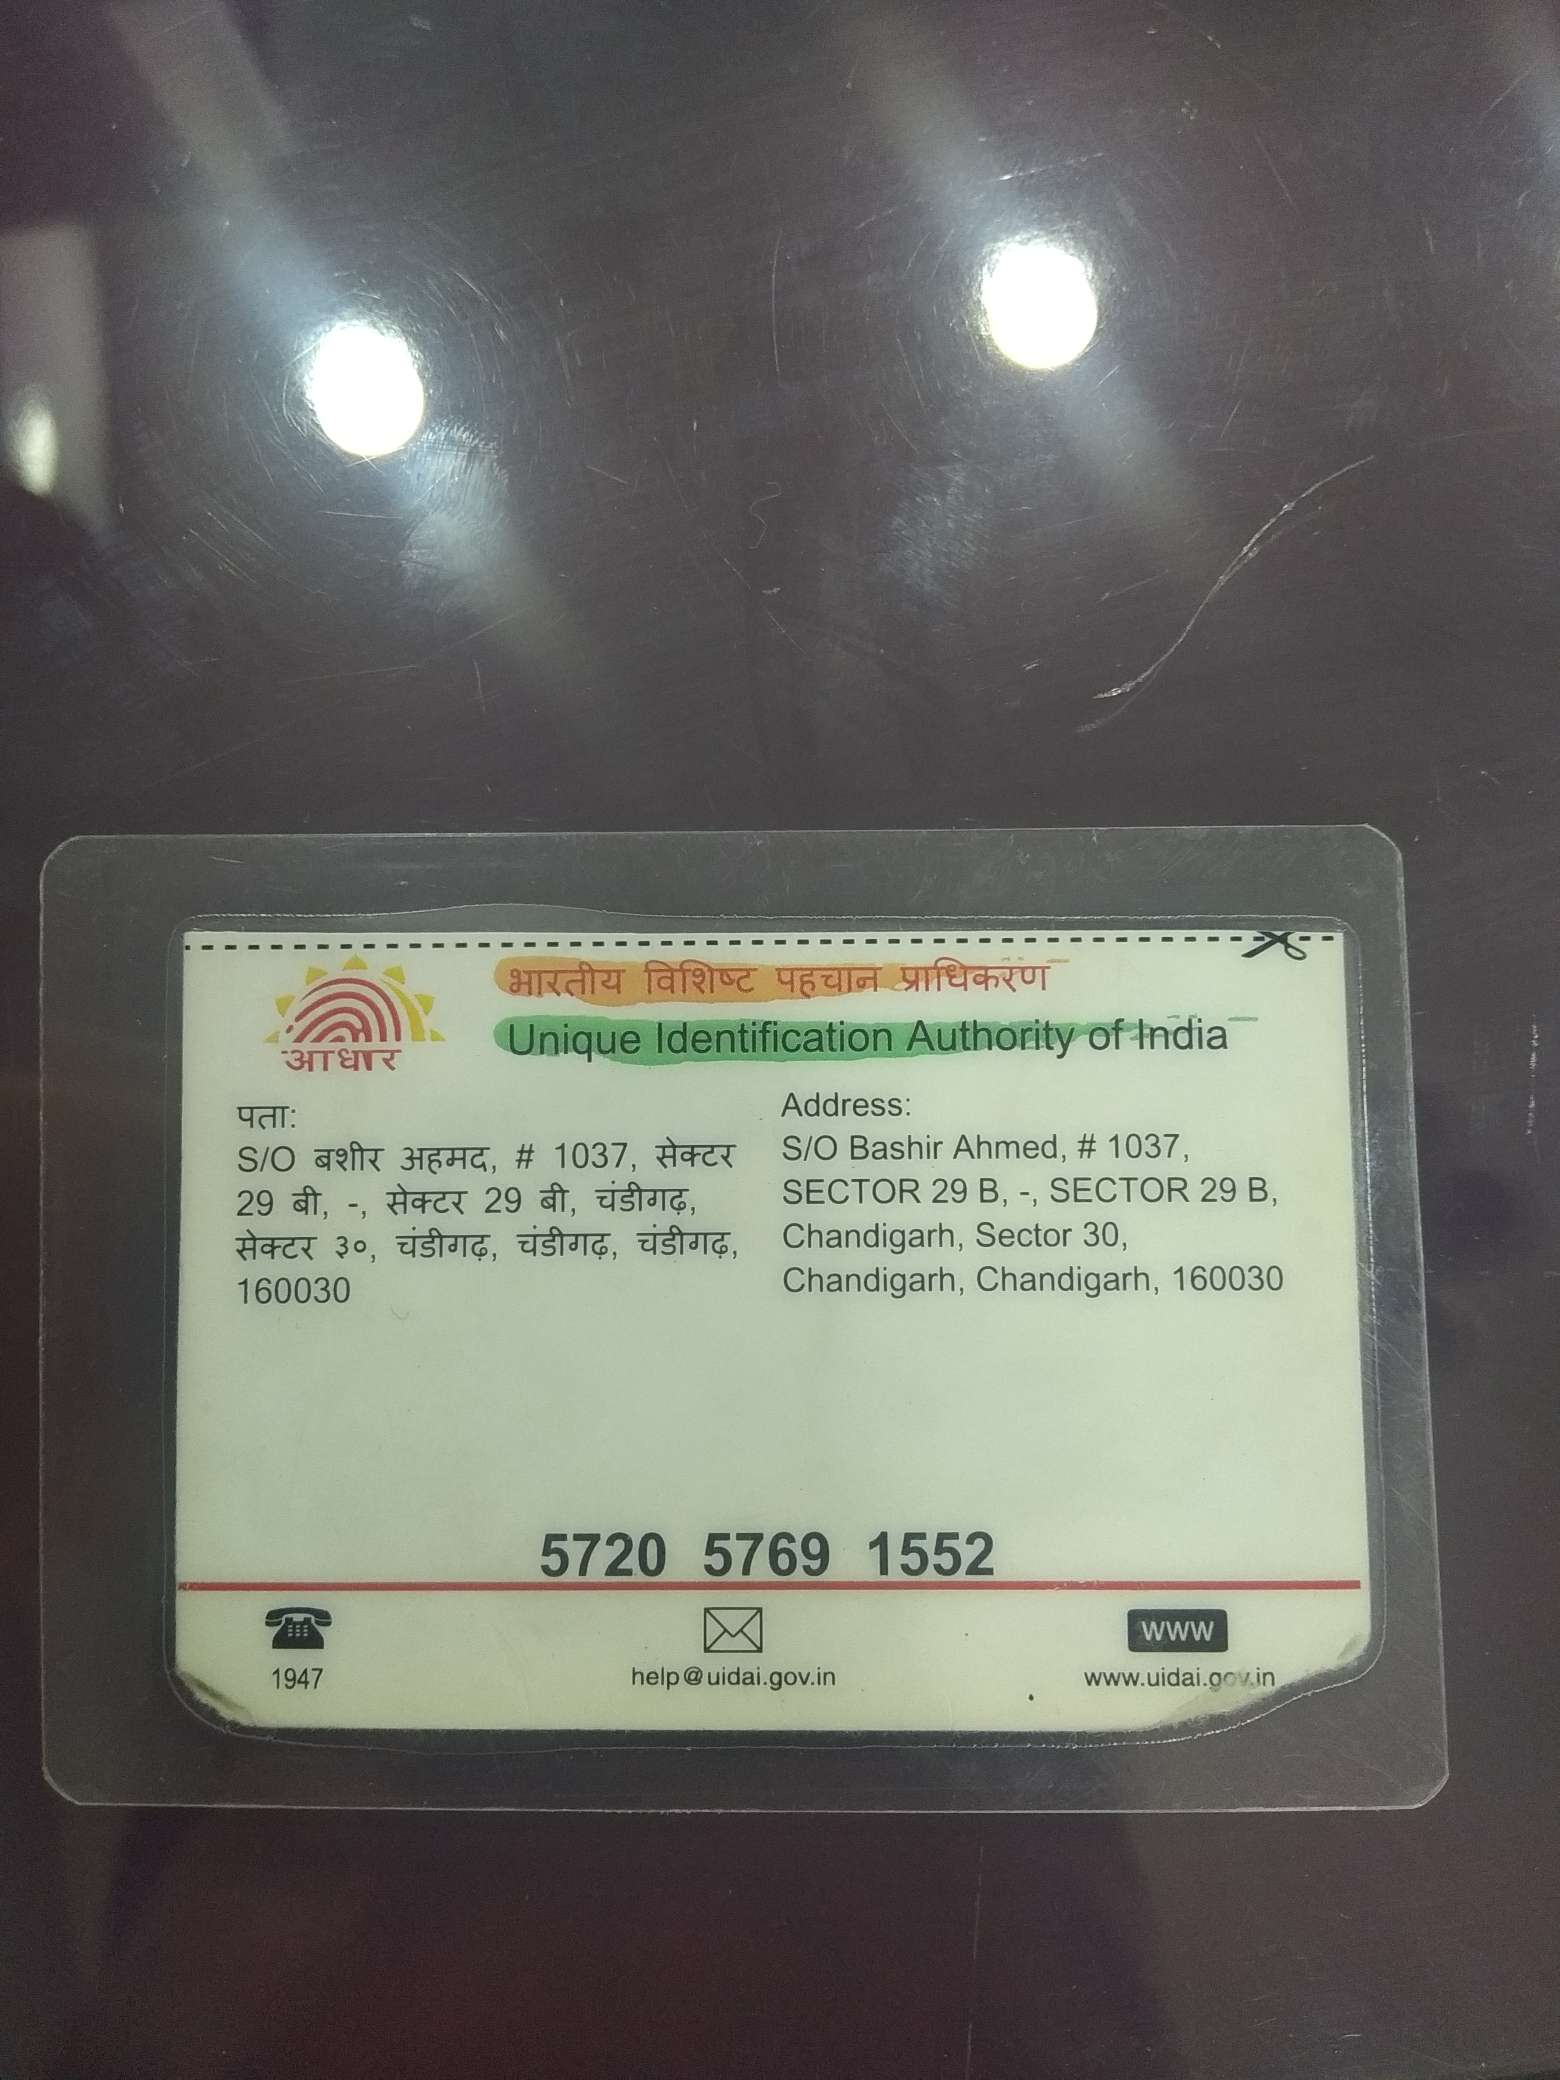 भारतीय विशिष्ट पहचान प्राधिकरण
Unique Identification Authority of India
आधार
पता:
S/O बशीर अहमद, # 1037, सेक्टर
29 बी, -, सेक्टर 29 बी, चंडीगढ़,
सेक्टर ३०, चंडीगढ़, चंडीगढ़, चंडीगढ़,
160030
Address:
S/O Bashir Ahmed, # 1037,
SECTOR 29 B, -, SECTOR 29 B,
Chandigarh, Sector 30,
Chandigarh, Chandigarh, 160030
5720 5769 1552
1947
help@uidai.gov.in
WWW
www.uidai.gov.in